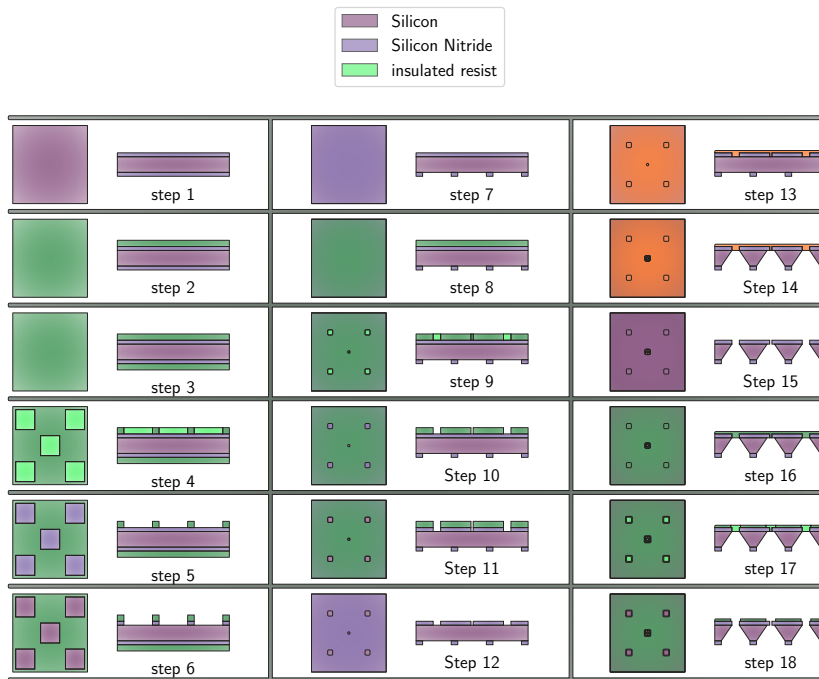 Silicon
Silicon Nitride
insulated resist
step 1
step 7
step 13
step 2
step 8
Step 14
step 3
step 9
Step 15
step 4
Step 10
step 16
step 5
Step 11
step 17
step 6
Step 12
step 18